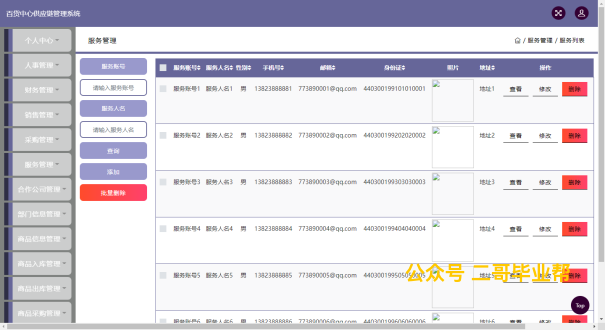 百货中心供应链管理系统
服务管理
/ 服务管理 / 服务列表
个人中心
人事管理
财务管理
销售管理
采购管理
服务管理
合作公司管理
部门信息管理
商品信息管理
商品入库管理
商品出库管理
商品采购管理
服务账号
请输入服务账号
服务人名
请输入服务人名
查询
添加
批量删除
服务账号 服务人名 性别 手机号 邮箱 身份证 照片 地址 操作
服务账号1 服务人名1 男 13823888881 773890001@qq.com 440300199101010001 地址1 查看 修改 删除
服务账号2 服务人名2 男 13823888882 773890002@qq.com 440300199202020002 地址2 查看 修改 删除
服务账号3 服务人名3 男 13823888883 773890003@qq.com 440300199303030003 地址3 查看 修改 删除
服务账号4 服务人名4 男 13823888884 773890004@qq.com 440300199404040004 地址4 查看 修改 删除
服务账号5 服务人名5 男 13823888885 773890005@qq.com 440300199505050005 地址5 查看 修改 删除
服务账号6 服务人名6 男 13823888886 773890006@qq.com 440300199606060006 地址6 查看 修改 删除
公众号 二哥毕业帮
Top